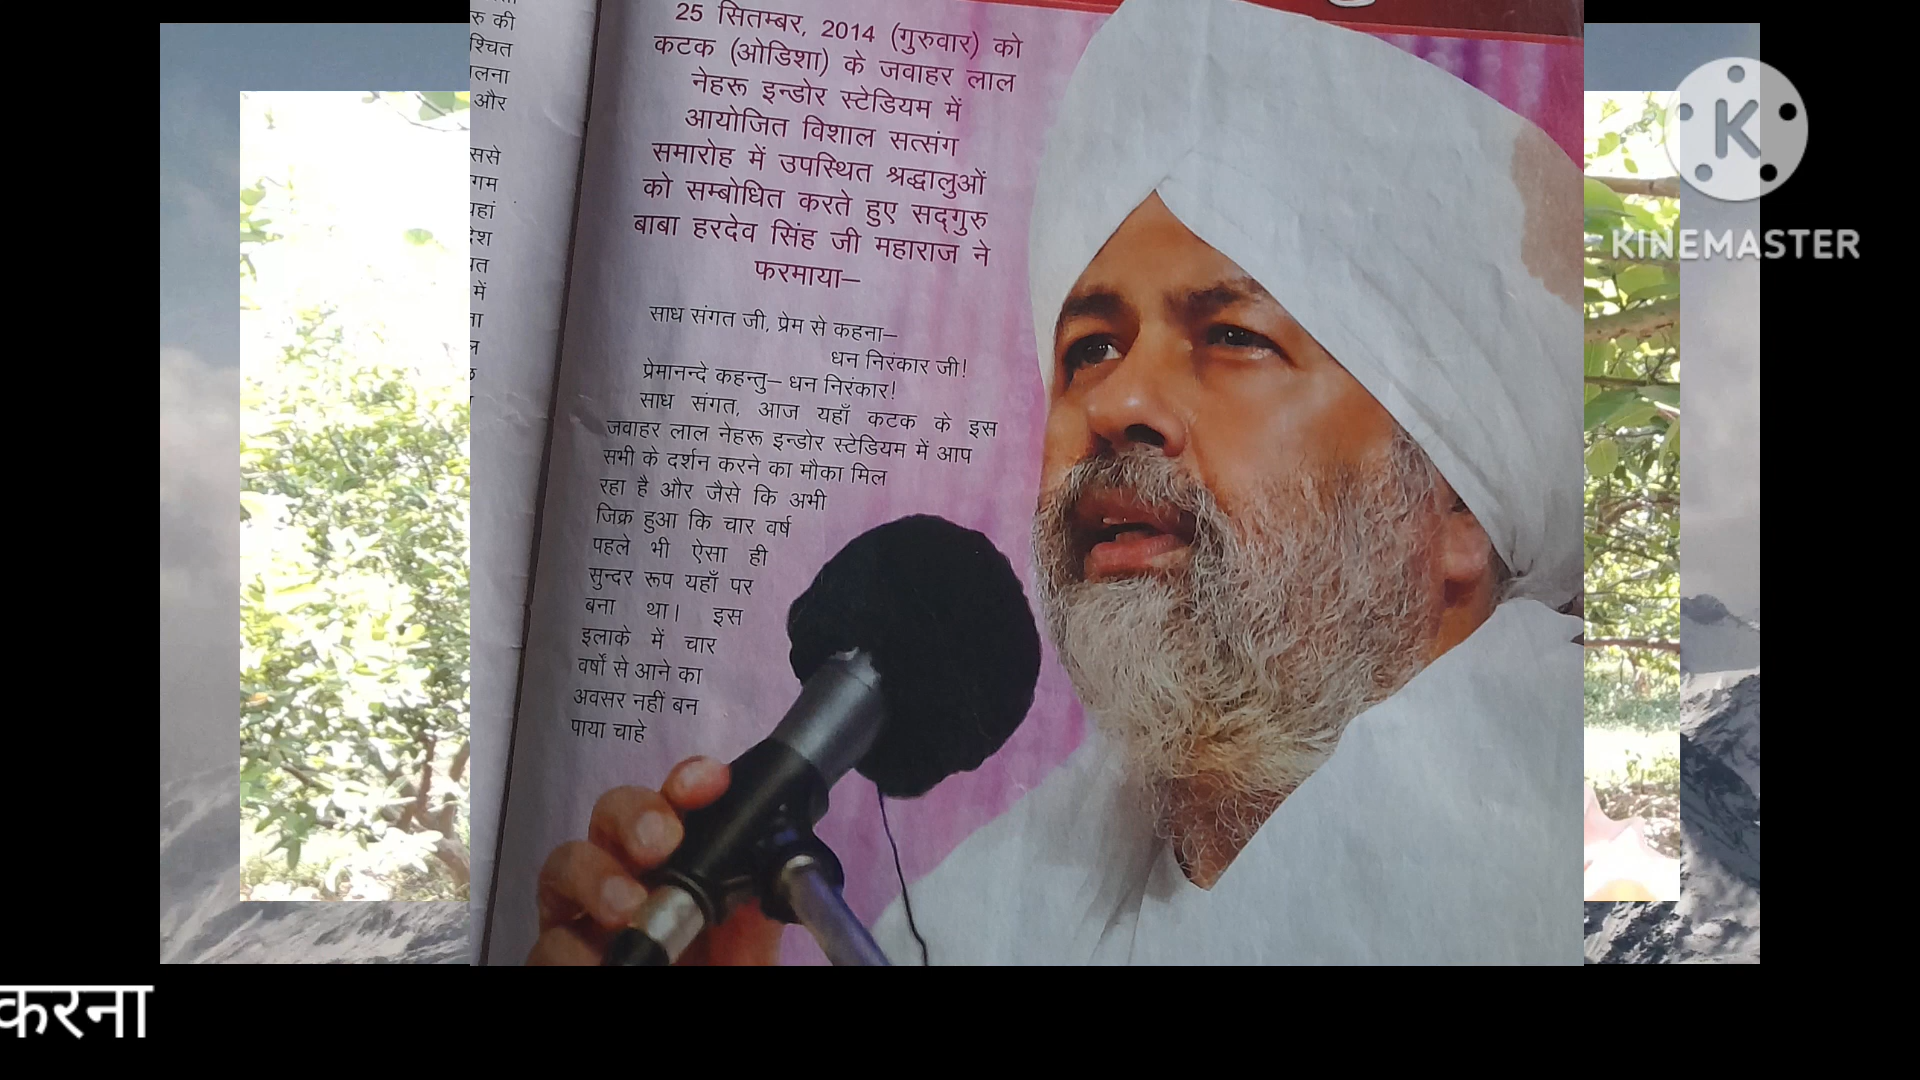 रु की
और
में
25 सितम्बर, 2014 (गुरुवार) को
कटक (ओडिशा) के जवाहर लाल
नेहरू इन्डोर स्टेडियम में
आयोजित विशाल सत्संग
समारोह में उपस्थित श्रद्धालुओं
को सम्बोधित करते हुए सद्‌गुरु
बाबा हरदेव सिंह जी महाराज ने
फरमाया—
साध संगत जी, प्रेम से कहना—
धन निरंकार जी!
प्रेमानन्दे कहन्तु— धन निरंकार!
साध संगत, आज यहाँ कटक के इस
जवाहर लाल नेहरू इन्डोर स्टेडियम में आप
सभी के दर्शन करने का मौका मिल
रहा है और जैसे कि अभी
जिक्र हुआ कि चार वर्ष
पहले भी ऐसा ही
सुन्दर रूप यहाँ पर
बना था। इस
इलाके में चार
वर्षों से आने का
अवसर नहीं बन
पाया चाहे
KINEMASTER
करना